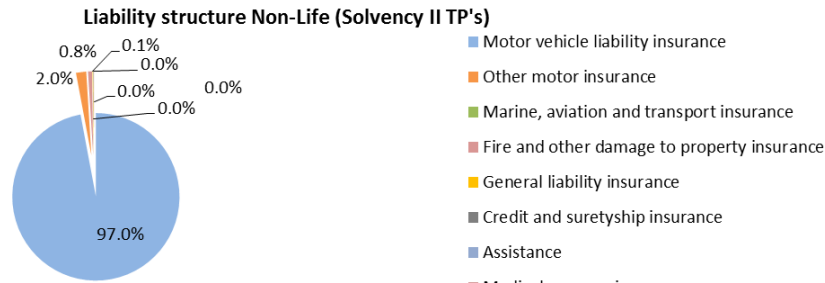 Liability structure Non-Life (Solvency II TP's)
0.8%
0.1%
2.0%
0.0%
0.0%
0.0%
0.0%
97.0%
Motor vehicle liability insurance
Other motor insurance
Marine, aviation and transport insurance
Fire and other damage to property insurance
General liability insurance
Credit and suretyship insurance
Assistance